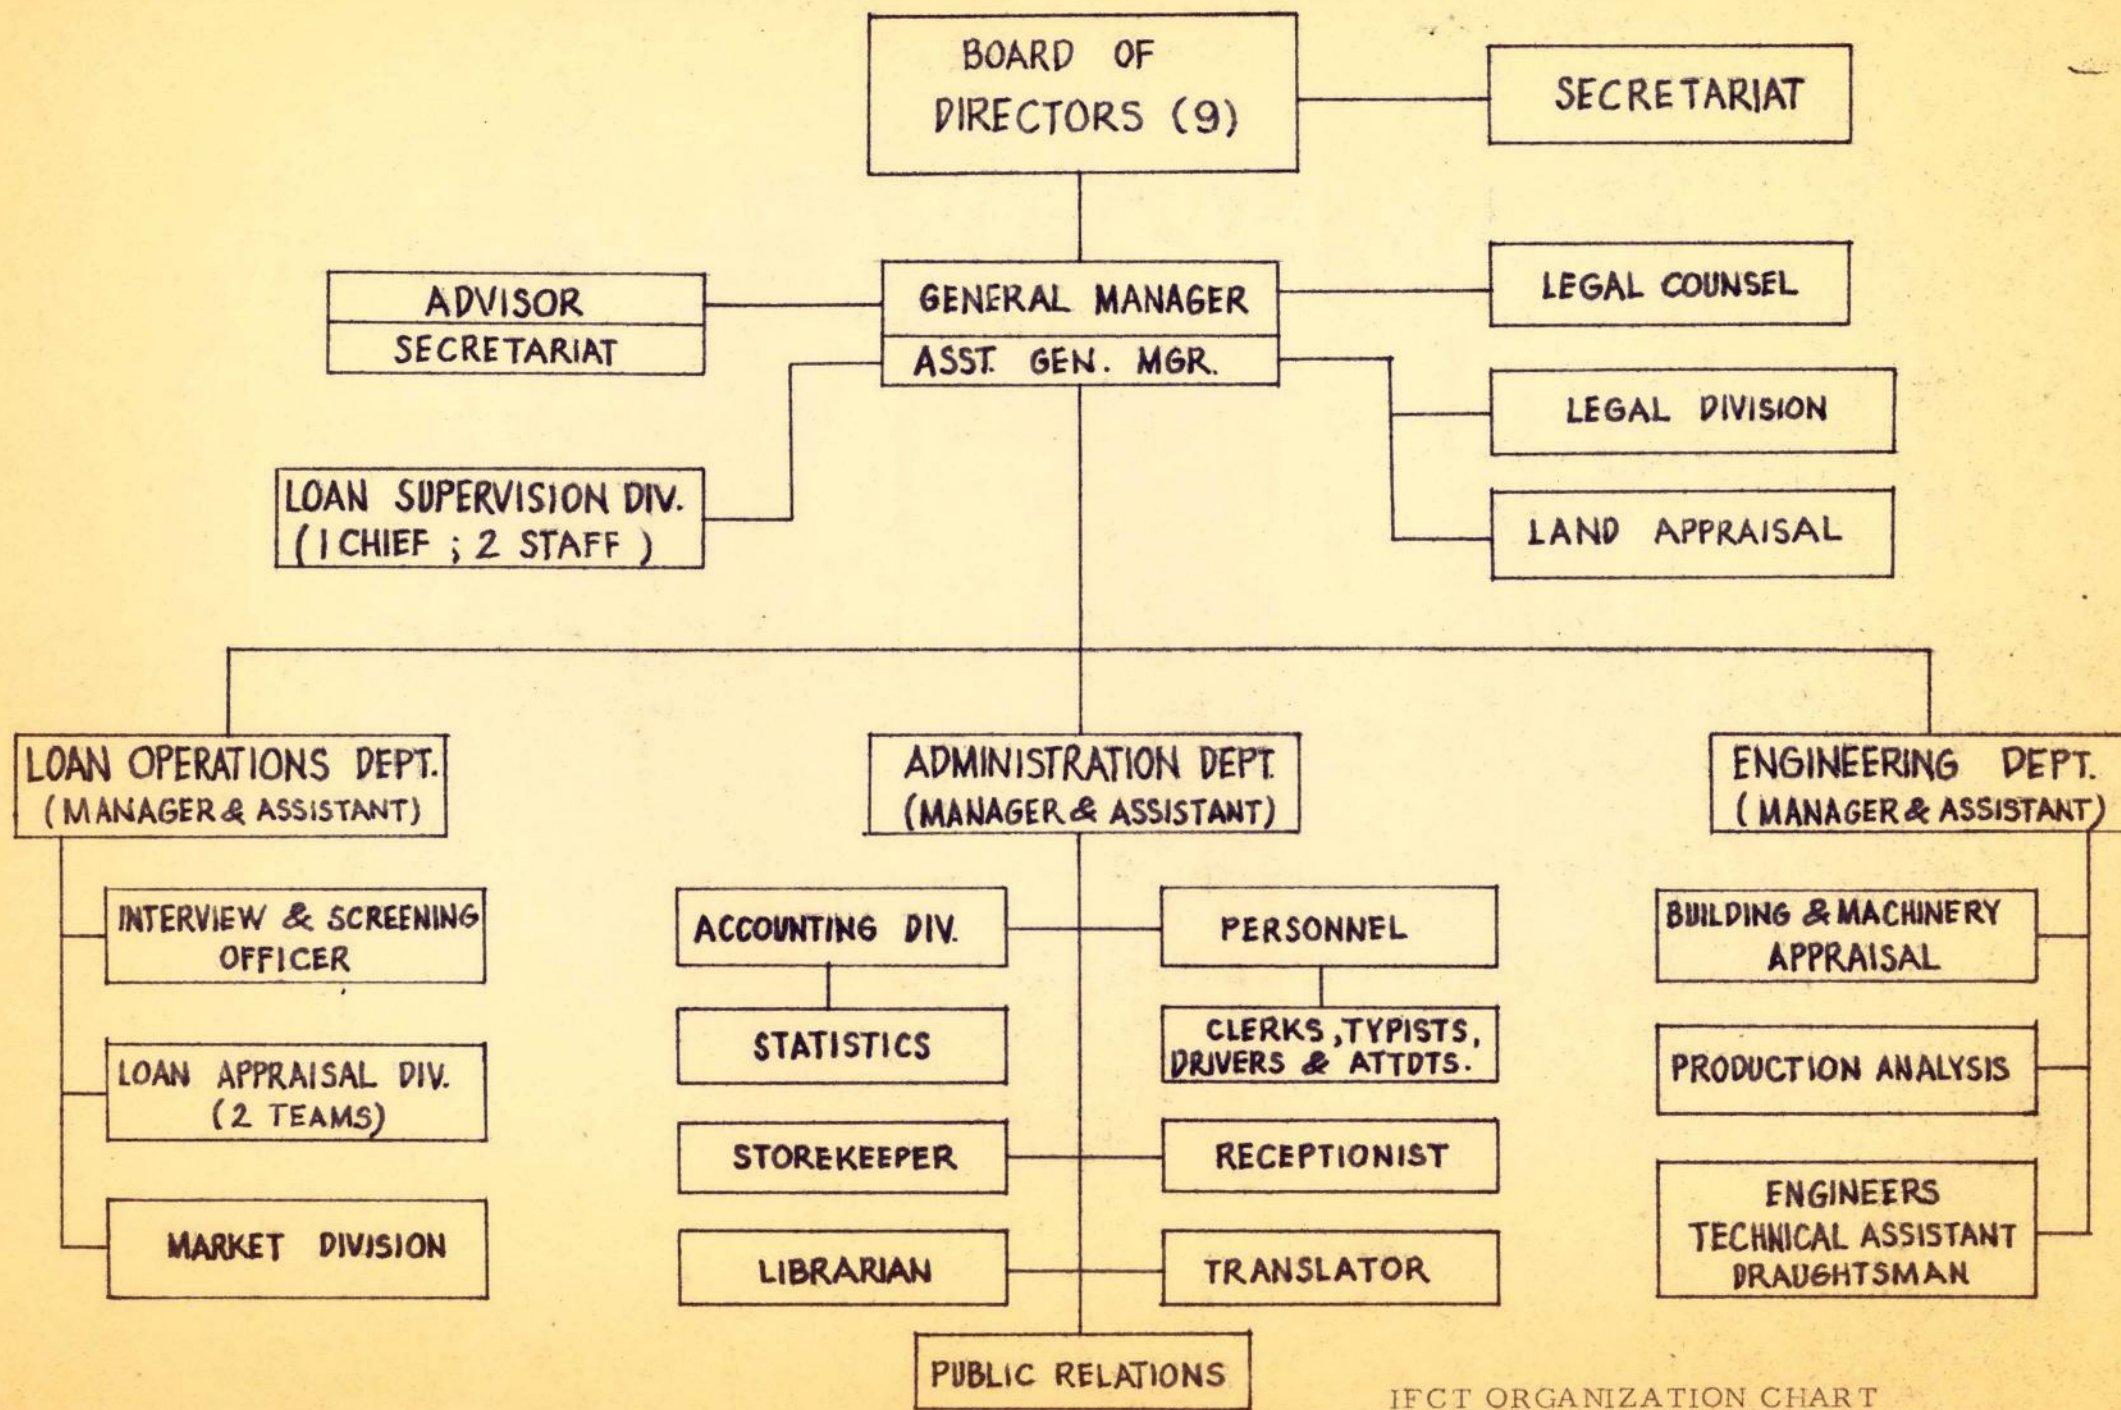 BOARD OF
DIRECTORS (9)
SECRETARIAT
ADVISOR
SECRETARIAT
GENERAL MANAGER
ASST. GEN. MGR.
LEGAL COUNSEL
LEGAL DIVISION
LOAN SUPERVISION DIV.
(1 CHIEF ; 2 STAFF )
LAND APPRAISAL
LOAN OPERATIONS DEPT.
(MANAGER & ASSISTANT)
INTERVIEW & SCREENING
OFFICER
LOAN APPRAISAL DIV.
(2 TEAMS)
MARKET DIVISION
ADMINISTRATION DEPT.
(MANAGER & ASSISTANT)
ACCOUNTING DIV.
PERSONNEL
STATISTICS
CLERKS, TYPISTS,
DRIVERS & ATTDTS.
STOREKEEPER
RECEPTIONIST
LIBRARIAN
TRANSLATOR
PUBLIC RELATIONS
ENGINEERING DEPT.
(MANAGER & ASSISTANT)
BUILDING & MACHINERY
APPRAISAL
PRODUCTION ANALYSIS
ENGINEERS
TECHNICAL ASSISTANT
DRAUGHTSMAN
IFCT ORGANIZATION CHART